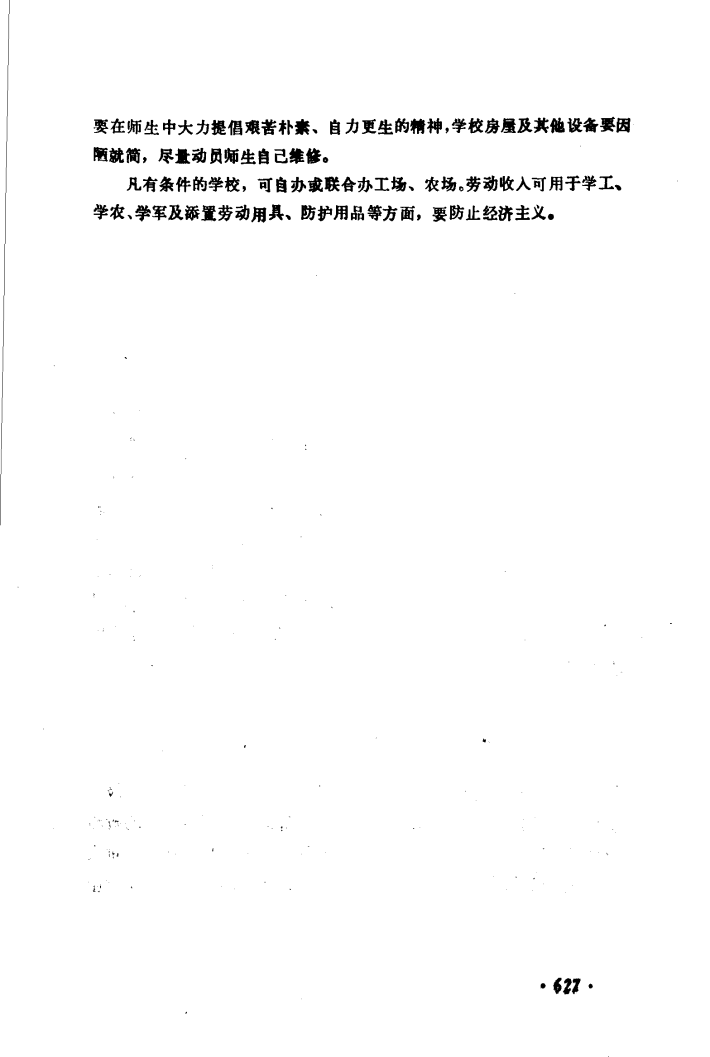 要在师生中大力提倡艰苦朴素、自力更生的精神，学校房屋及其他设备要因
陋就简，尽量动员师生自己维修。
凡有条件的学校，可自办或联合办工场、农场。劳动收入可用于学工、
学农、学军及添置劳动用具、防护用品等方面，要防止经济主义。
·627·